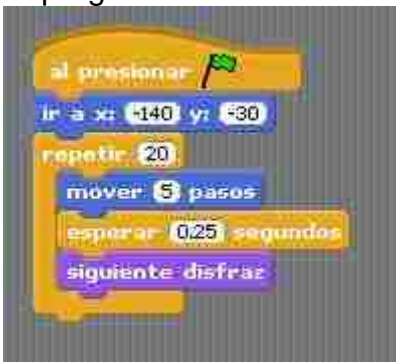 al presionar
ir a x: -140 y: -30
repetir 20
mover 5 pasos
esperar 0.25 segundos
siguiente disfraz